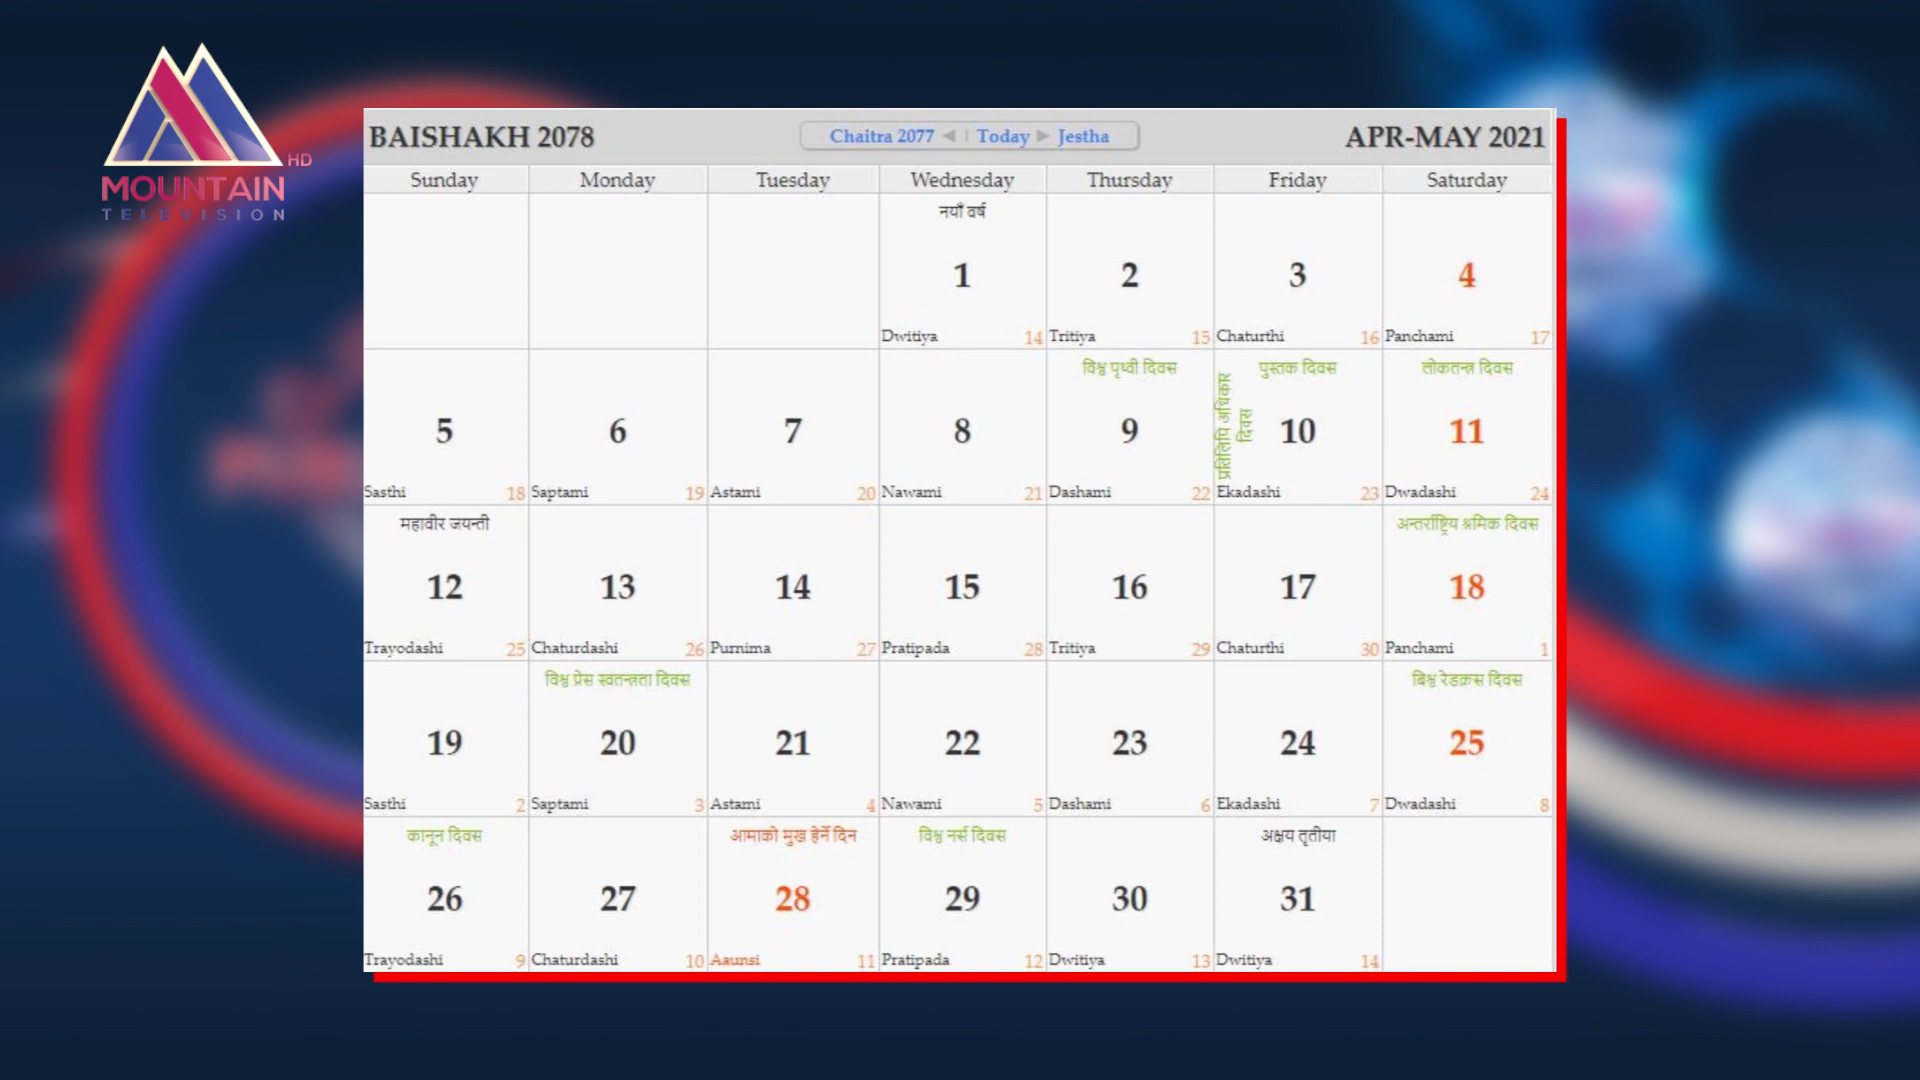 HD
MOUNTAIN
TELEVISION
BAISHAKH 2078
Chaitra 2077 ◄ | Today ► Jestha
APR-MAY 2021
Sunday Monday Tuesday Wednesday Thursday Friday Saturday
नयाँ वर्ष
1 2 3 4
Dwitiya 14 Tritiya 15 Chaturthi 16 Panchami 17
विश्व पृथ्वी दिवस पुस्तक दिवस लोकतन्त्र दिवस
प्रतिलिपि अधिकार
दिवस
5 6 7 8 9 10 11
Sasthi 18 Saptami 19 Astami 20 Nawami 21 Dashami 22 Ekadashi 23 Dwadashi 24
महावीर जयन्ती अन्तर्राष्ट्रिय श्रमिक दिवस
12 13 14 15 16 17 18
Trayodashi 25 Chaturdashi 26 Purnima 27 Pratipada 28 Tritiya 29 Chaturthi 30 Panchami 1
विश्व प्रेस स्वतन्त्रता दिवस बिश्व रेडक्रस दिवस
19 20 21 22 23 24 25
Sasthi 2 Saptami 3 Astami 4 Nawami 5 Dashami 6 Ekadashi 7 Dwadashi 8
कानून दिवस आमाको मुख हेर्ने दिन विश्व नर्स दिवस अक्षय तृतीया
26 27 28 29 30 31
Trayodashi 9 Chaturdashi 10 Aaunsi 11 Pratipada 12 Dwitiya 13 Dwitiya 14